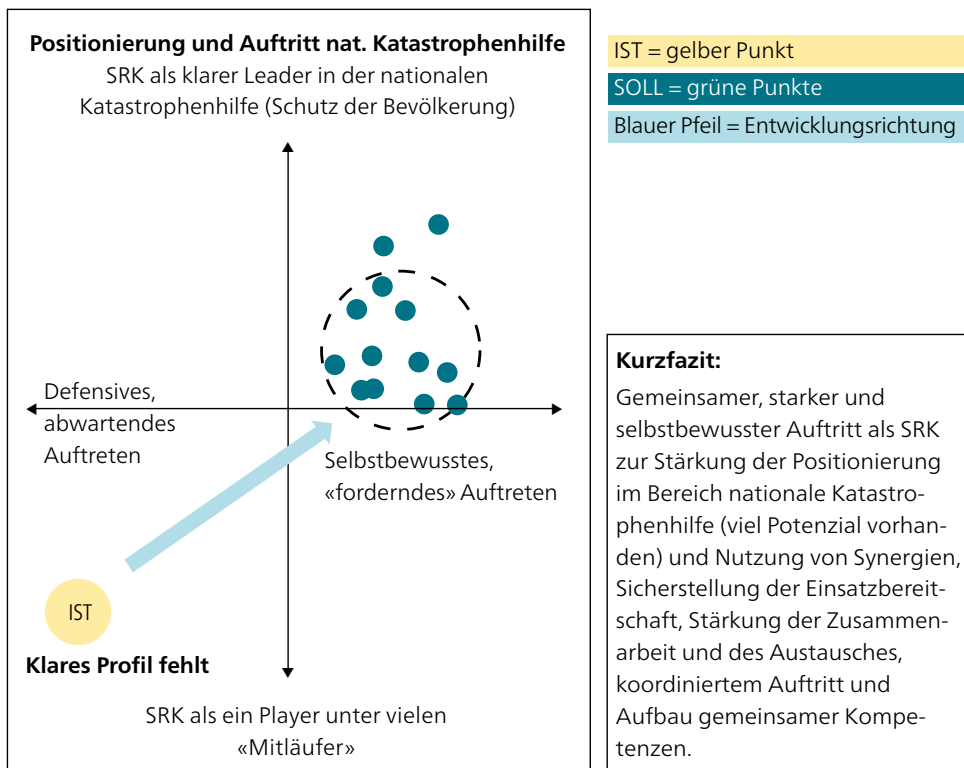 Positionierung und Auftritt nat. Katastrophenhilfe
SRK als klarer Leader in der nationalen
Katastrophenhilfe (Schutz der Bevölkerung)
Defensives,
abwartendes
Auftreten
Selbstbewusstes,
«forderndes» Auftreten
IST
Klares Profil fehlt
SRK als ein Player unter vielen
«Mitläufer»
IST = gelber Punkt
SOLL = grüne Punkte
Blauer Pfeil = Entwicklungsrichtung
Kurzfazit:
Gemeinsamer, starker und
selbstbewusster Auftritt als SRK
zur Stärkung der Positionierung
im Bereich nationale Katastro-
phenhilfe (viel Potenzial vorhan-
den) und Nutzung von Synergien,
Sicherstellung der Einsatzbereit-
schaft, Stärkung der Zusammen-
arbeit und des Austausches,
koordiniertem Auftritt und
Aufbau gemeinsamer Kompe-
tenzen.